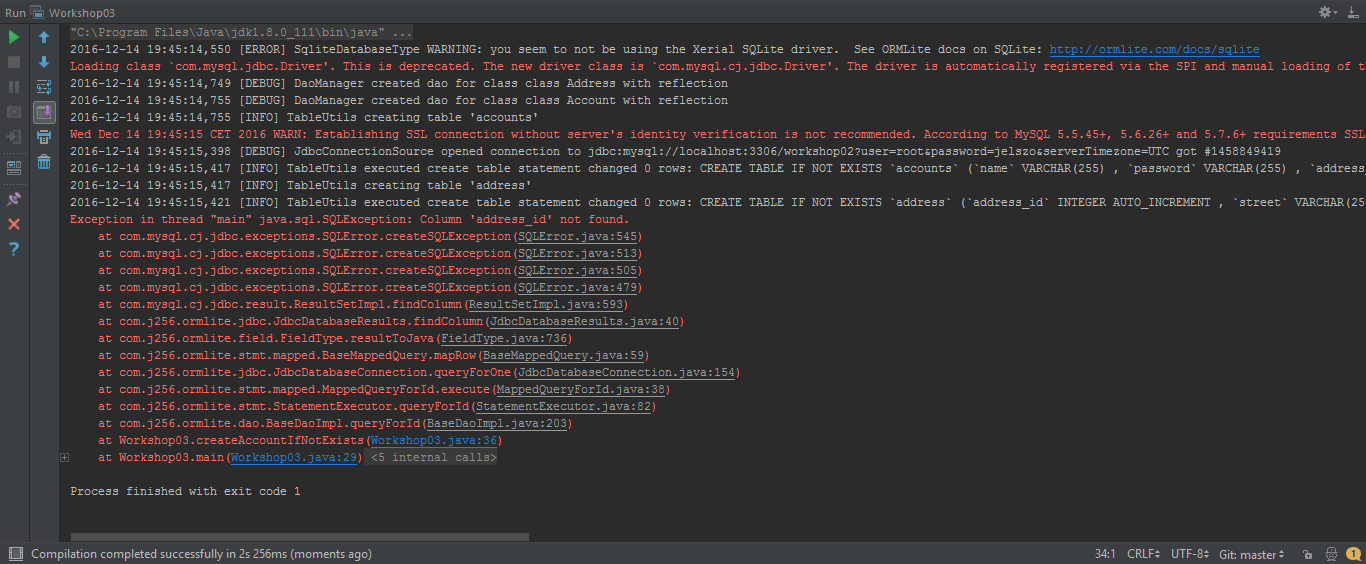 Run Workshop03
"C:\Program Files\Java\jdk1.8.0_111\bin\java" ...
2016-12-14 19:45:14,550 [ERROR] SqliteDatabaseType WARNING: you seem to not be using the Xerial SQLite driver.  See ORMLite docs on SQLite: http://ormlite.com/docs/sqlite
Loading class `com.mysql.jdbc.Driver'. This is deprecated. The new driver class is `com.mysql.cj.jdbc.Driver'. The driver is automatically registered via the SPI and manual loading of t
2016-12-14 19:45:14,749 [DEBUG] DaoManager created dao for class class Address with reflection
2016-12-14 19:45:14,755 [DEBUG] DaoManager created dao for class class Account with reflection
2016-12-14 19:45:14,755 [INFO] TableUtils creating table 'accounts'
Wed Dec 14 19:45:15 CET 2016 WARN: Establishing SSL connection without server's identity verification is not recommended. According to MySQL 5.5.45+, 5.6.26+ and 5.7.6+ requirements SSL
2016-12-14 19:45:15,398 [DEBUG] JdbcConnectionSource opened connection to jdbc:mysql://localhost:3306/workshop02?user=root&password=jelszo&serverTimezone=UTC got #1458849419
2016-12-14 19:45:15,417 [INFO] TableUtils executed create table statement changed 0 rows: CREATE TABLE IF NOT EXISTS `accounts` (`name` VARCHAR(255) , `password` VARCHAR(255) , `address_
2016-12-14 19:45:15,417 [INFO] TableUtils creating table 'address'
2016-12-14 19:45:15,421 [INFO] TableUtils executed create table statement changed 0 rows: CREATE TABLE IF NOT EXISTS `address` (`address_id` INTEGER AUTO_INCREMENT , `street` VARCHAR(25
Exception in thread "main" java.sql.SQLException: Column 'address_id' not found.
at com.mysql.cj.jdbc.exceptions.SQLError.createSQLException(SQLError.java:545)
at com.mysql.cj.jdbc.exceptions.SQLError.createSQLException(SQLError.java:513)
at com.mysql.cj.jdbc.exceptions.SQLError.createSQLException(SQLError.java:505)
at com.mysql.cj.jdbc.exceptions.SQLError.createSQLException(SQLError.java:479)
at com.mysql.cj.jdbc.result.ResultSetImpl.findColumn(ResultSetImpl.java:593)
at com.j256.ormlite.jdbc.JdbcDatabaseResults.findColumn(JdbcDatabaseResults.java:40)
at com.j256.ormlite.field.FieldType.resultToJava(FieldType.java:736)
at com.j256.ormlite.stmt.mapped.BaseMappedQuery.mapRow(BaseMappedQuery.java:59)
at com.j256.ormlite.jdbc.JdbcDatabaseConnection.queryForOne(JdbcDatabaseConnection.java:154)
at com.j256.ormlite.stmt.mapped.MappedQueryForId.execute(MappedQueryForId.java:38)
at com.j256.ormlite.stmt.StatementExecutor.queryForId(StatementExecutor.java:82)
at com.j256.ormlite.dao.BaseDaoImpl.queryForId(BaseDaoImpl.java:203)
at Workshop03.createAccountIfNotExists(Workshop03.java:36)
at Workshop03.main(Workshop03.java:29) <5 internal calls>
Process finished with exit code 1
Compilation completed successfully in 2s 256ms (moments ago) 34:1 CRLF UTF-8 Git: master 1